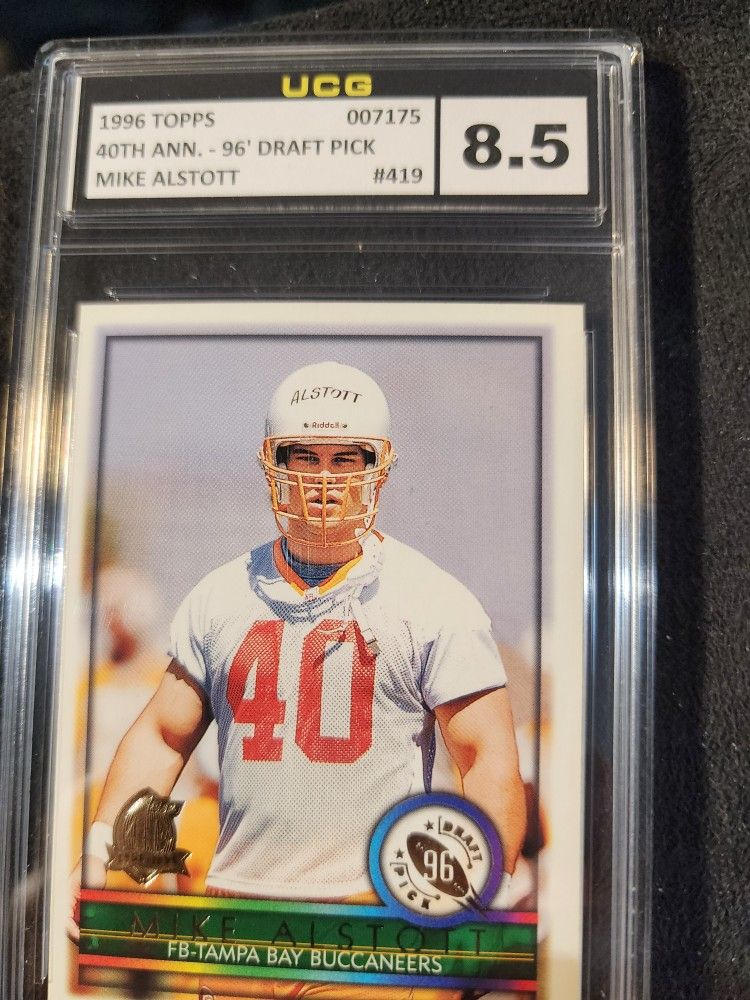 UCG
1996 TOPPS 007175
40TH ANN. - 96' DRAFT PICK
MIKE ALSTOTT #419
8.5
ALSTOTT
Riddell
40
DRAFT
96
PICK
MIKE ALSTOTT
FB-TAMPA BAY BUCCANEERS